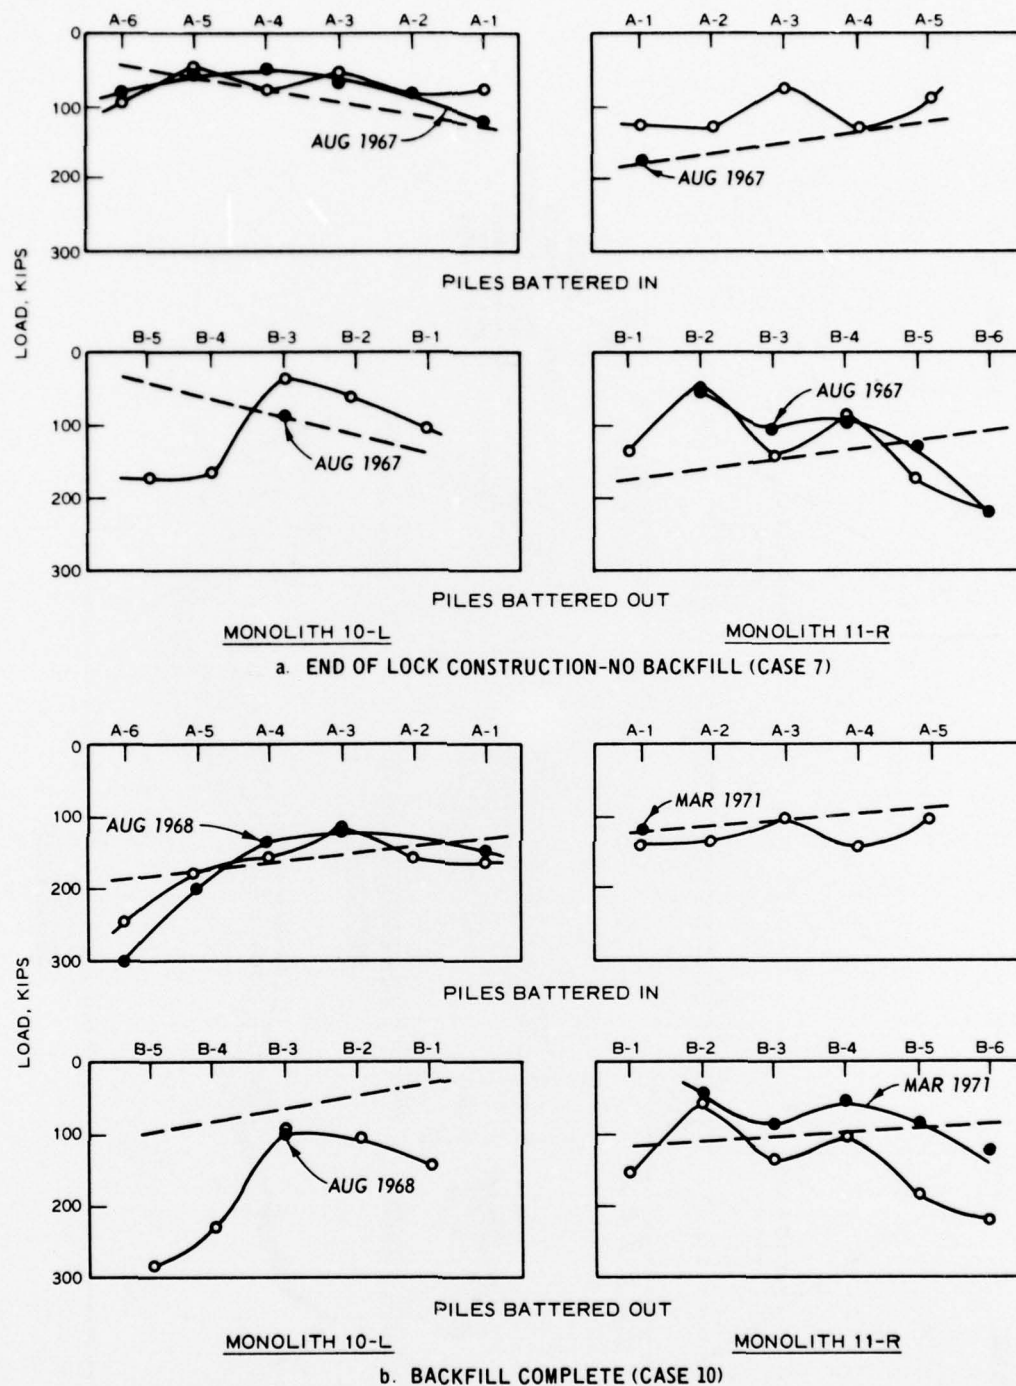 A-6 A-5 A-4 A-3 A-2 A-1
A-1 A-2 A-3 A-4 A-5
0
100
200
300
AUG 1967
AUG 1967
PILES BATTERED IN
LOAD, KIPS
B-5 B-4 B-3 B-2 B-1
B-1 B-2 B-3 B-4 B-5 B-6
0
100
200
300
AUG 1967
AUG 1967
PILES BATTERED OUT
MONOLITH 10-L
MONOLITH 11-R
a. END OF LOCK CONSTRUCTION-NO BACKFILL (CASE 7)
A-6 A-5 A-4 A-3 A-2 A-1
A-1 A-2 A-3 A-4 A-5
0
100
200
300
AUG 1968
MAR 1971
PILES BATTERED IN
LOAD, KIPS
B-5 B-4 B-3 B-2 B-1
B-1 B-2 B-3 B-4 B-5 B-6
0
100
200
300
AUG 1968
MAR 1971
PILES BATTERED OUT
MONOLITH 10-L
MONOLITH 11-R
b. BACKFILL COMPLETE (CASE 10)